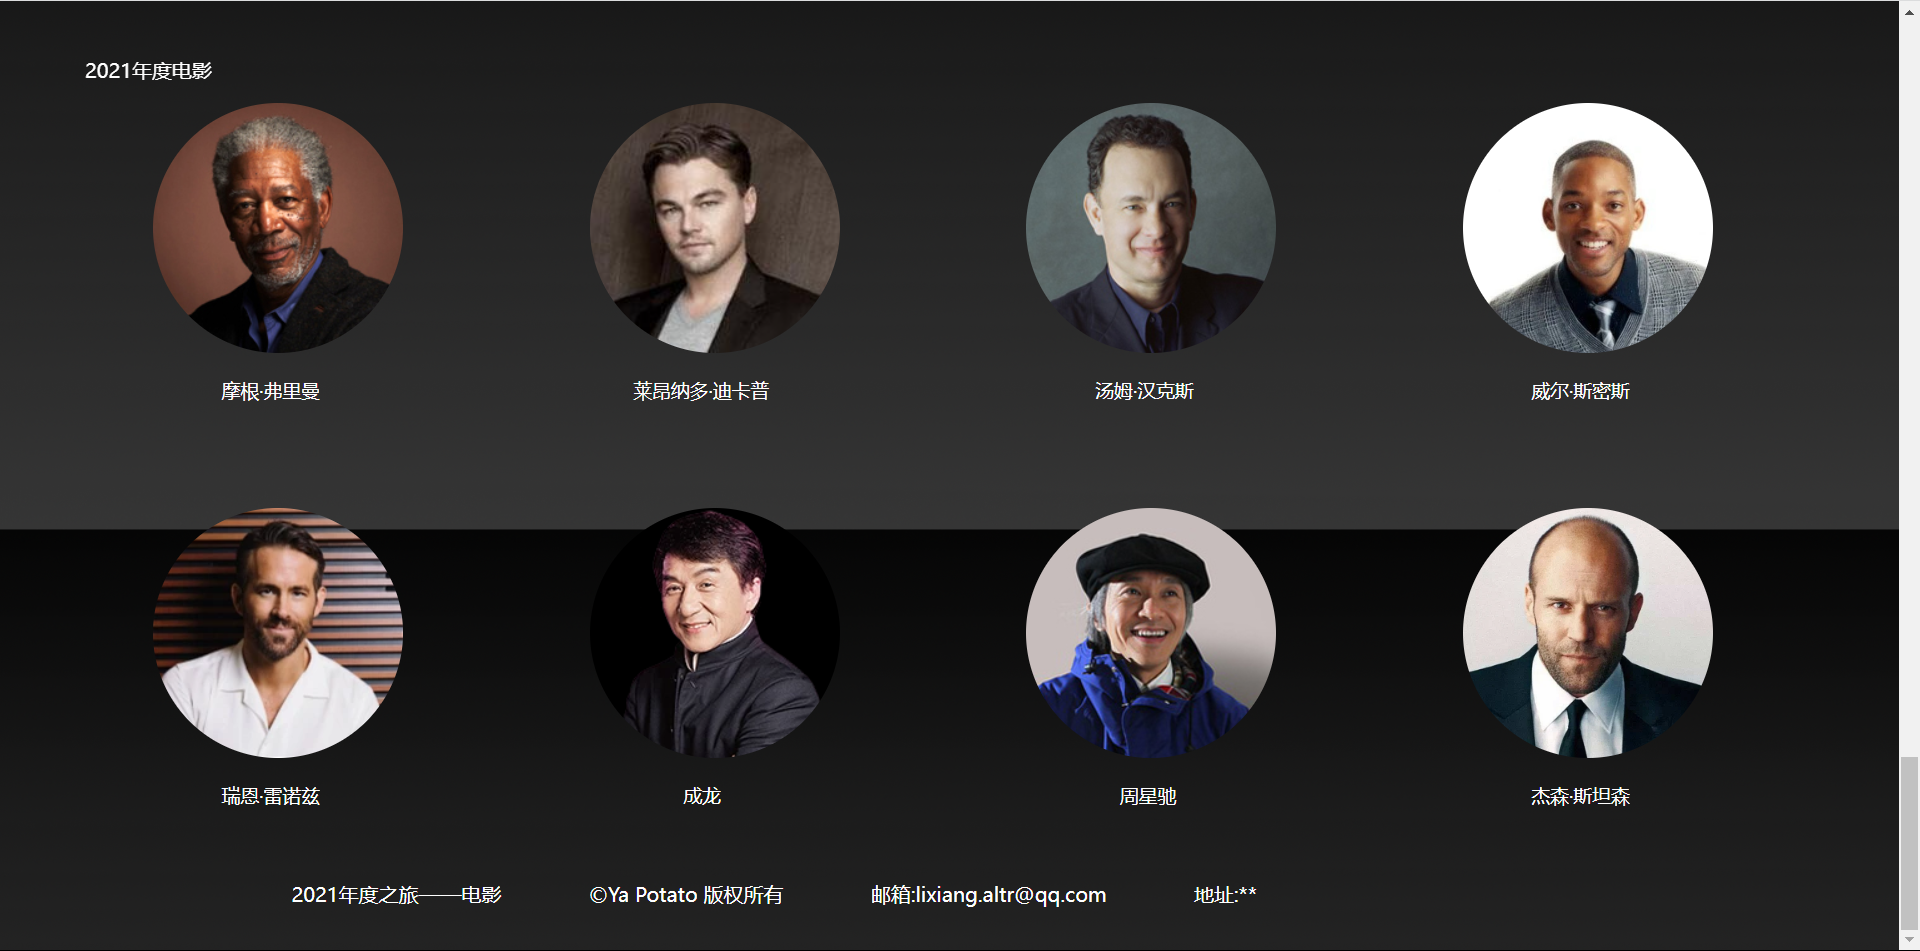 2021年度电影
摩根·弗里曼
莱昂纳多·迪卡普
汤姆·汉克斯
威尔·斯密斯
瑞恩·雷诺兹
成龙
周星驰
杰森·斯坦森
2021年度之旅——电影
©Ya Potato 版权所有
邮箱:lixiang.altr@qq.com
地址:**